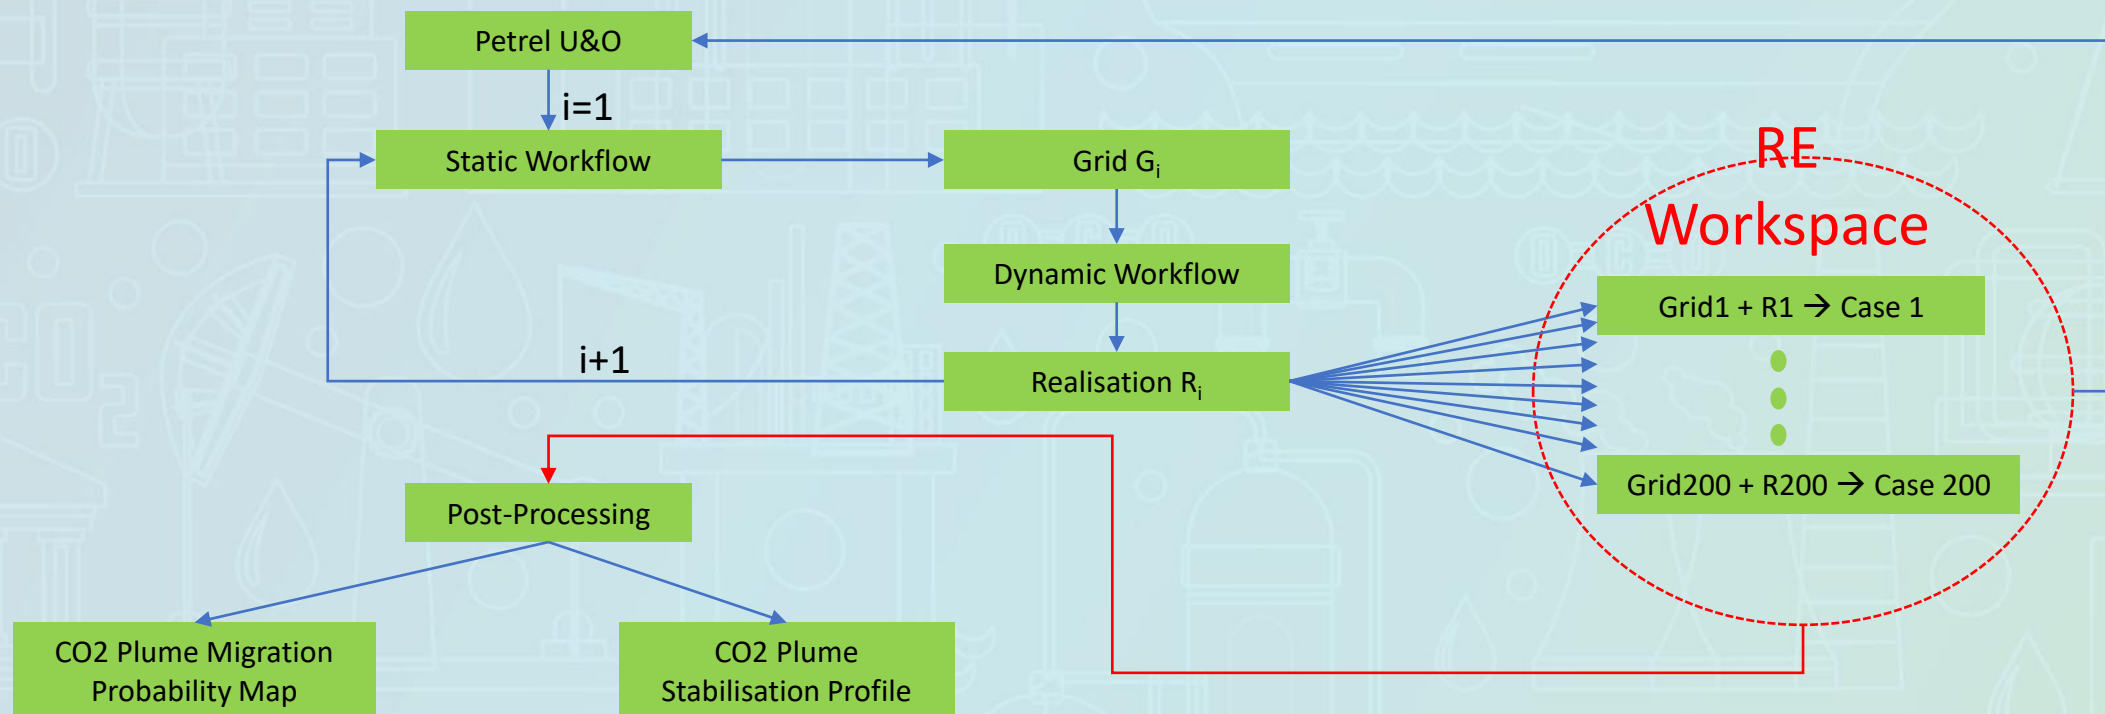 Petrel U&O
i=1
Static Workflow
Grid Gᵢ
RE
Workspace
Dynamic Workflow
Grid1 + R1 → Case 1
i+1
Realisation Rᵢ
Grid200 + R200 → Case 200
Post-Processing
CO2 Plume Migration
Probability Map
CO2 Plume
Stabilisation Profile